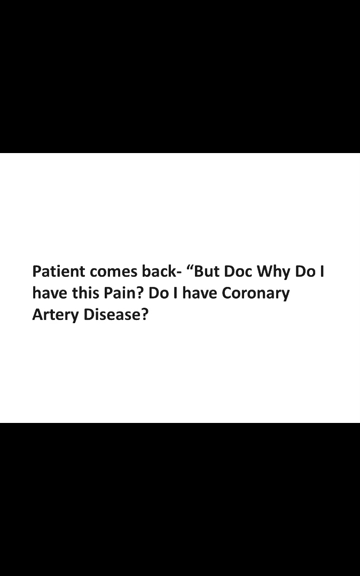 Patient comes back- “But Doc Why Do I
have this Pain? Do I have Coronary
Artery Disease?